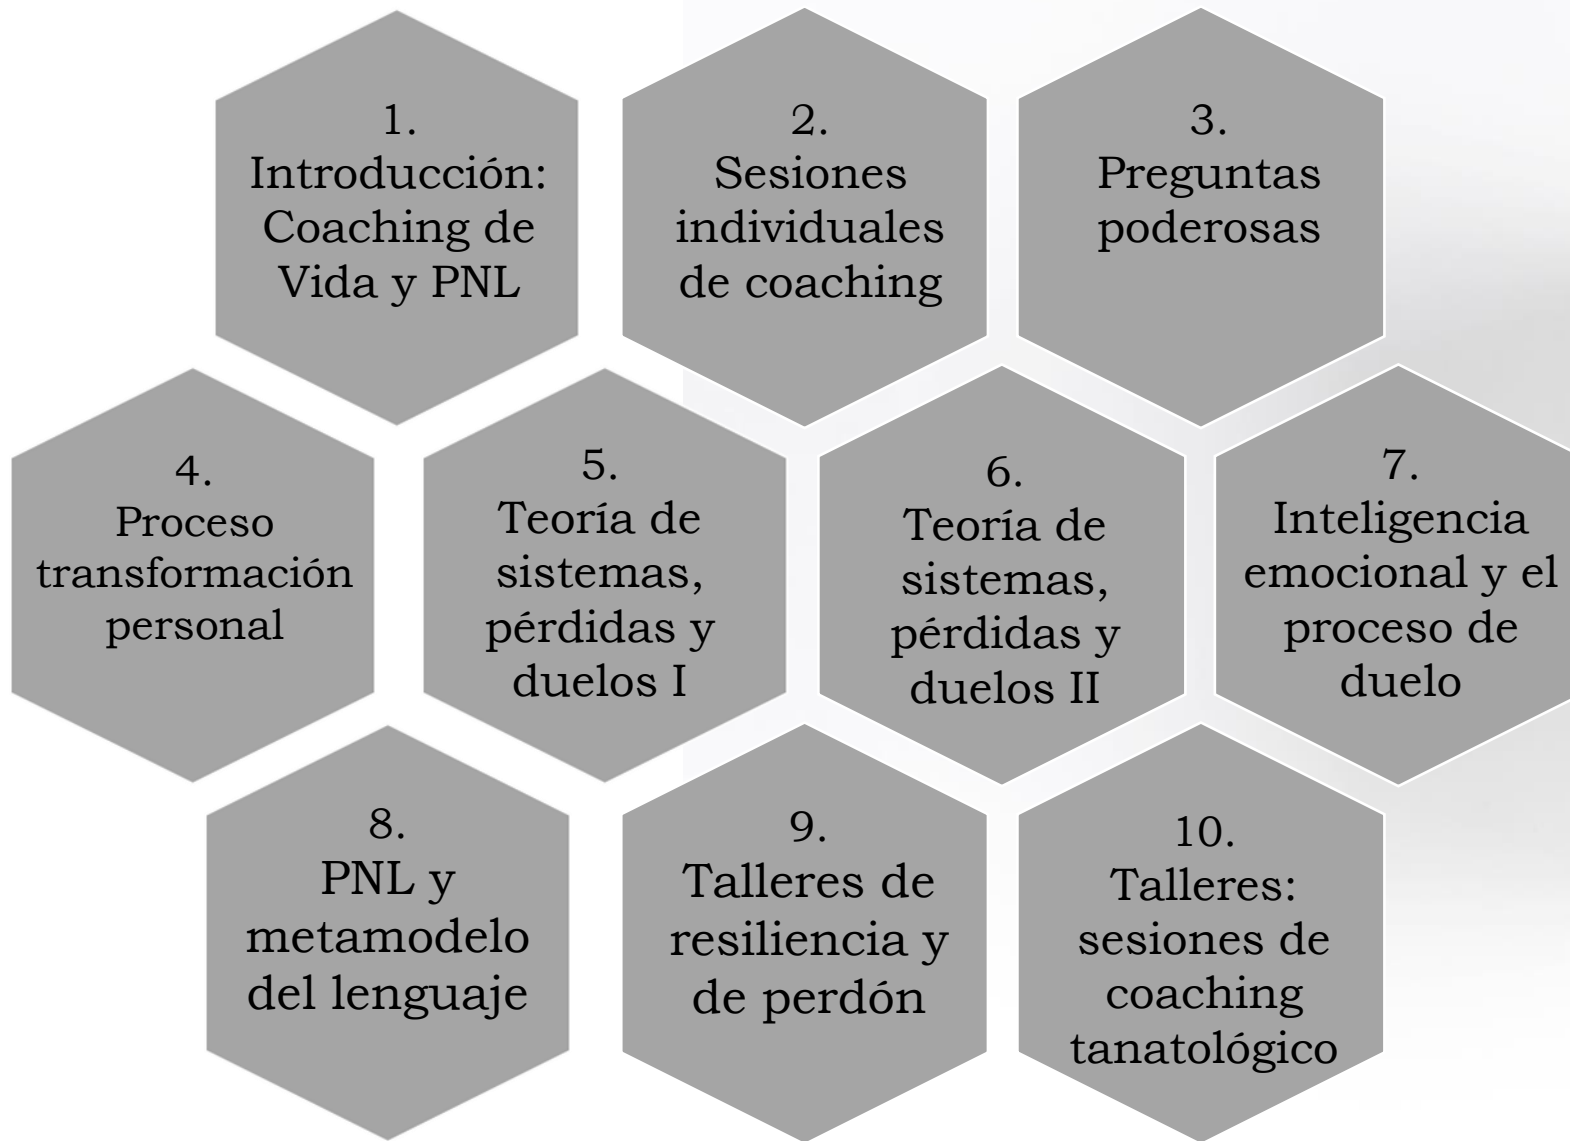 1.
Introducción:
Coaching de
Vida y PNL
2.
Sesiones
individuales
de coaching
3.
Preguntas
poderosas
4.
Proceso
transformación
personal
5.
Teoría de
sistemas,
pérdidas y
duelos I
6.
Teoría de
sistemas,
pérdidas y
duelos II
7.
Inteligencia
emocional y el
proceso de
duelo
8.
PNL y
metamodelo
del lenguaje
9.
Talleres de
resiliencia y
de perdón
10.
Talleres:
sesiones de
coaching
tanatológico